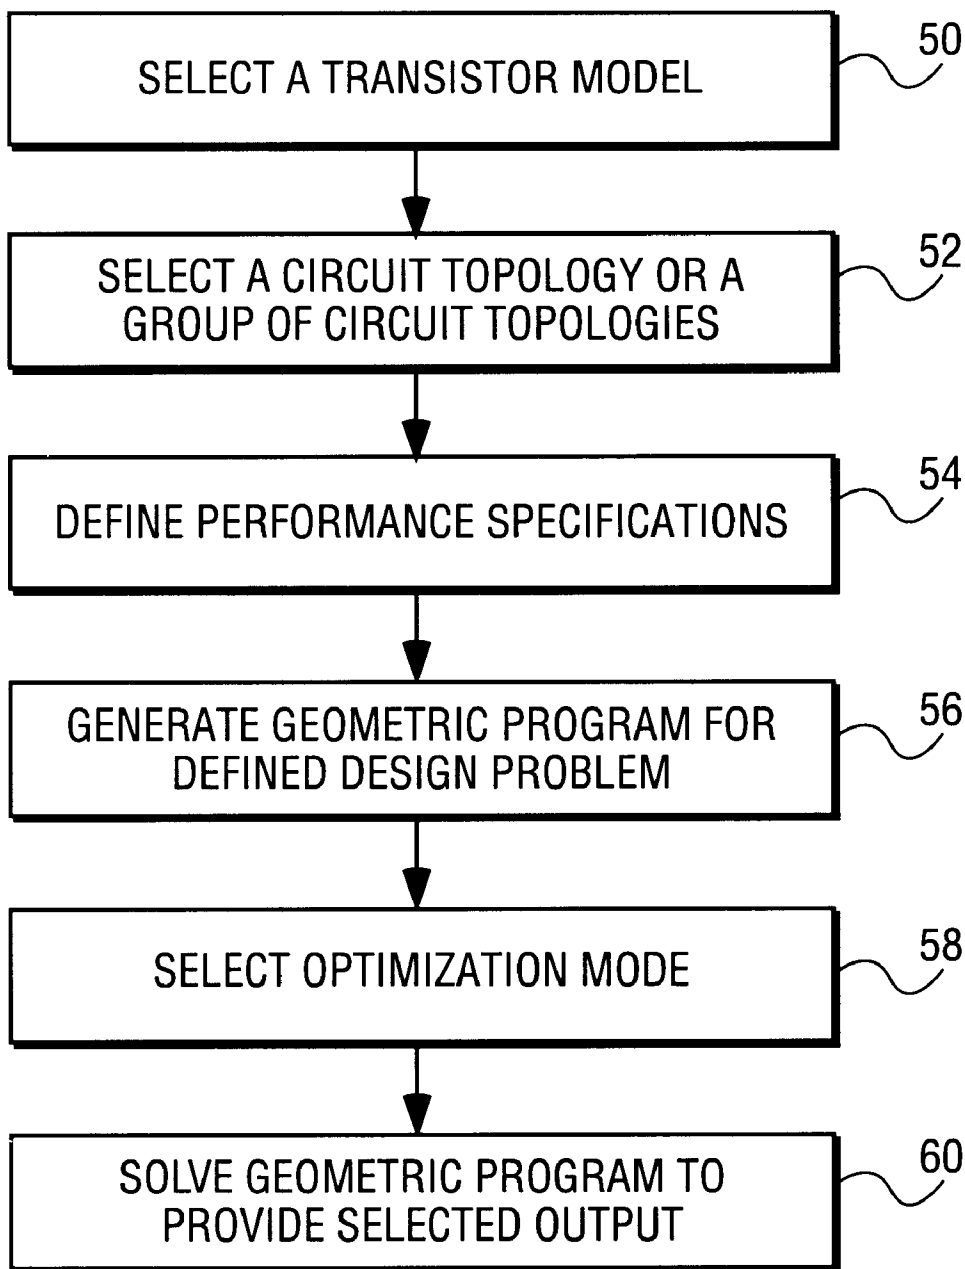 50
SELECT A TRANSISTOR MODEL
52
SELECT A CIRCUIT TOPOLOGY OR A
GROUP OF CIRCUIT TOPOLOGIES
54
DEFINE PERFORMANCE SPECIFICATIONS
56
GENERATE GEOMETRIC PROGRAM FOR
DEFINED DESIGN PROBLEM
58
SELECT OPTIMIZATION MODE
60
SOLVE GEOMETRIC PROGRAM TO
PROVIDE SELECTED OUTPUT